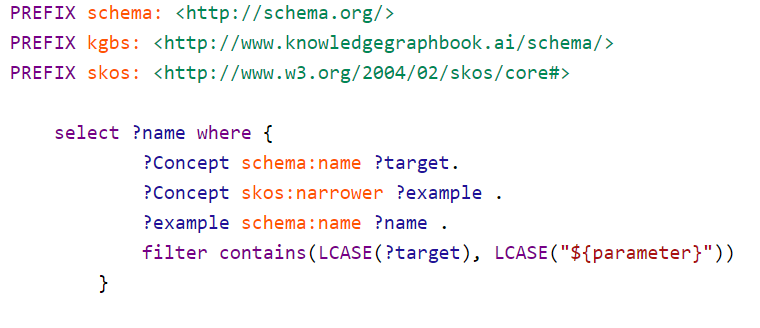 PREFIX schema: <http://schema.org/>
PREFIX kgbs: <http://www.knowledgegraphbook.ai/schema/>
PREFIX skos: <http://www.w3.org/2004/02/skos/core#>
select ?name where {
?Concept schema:name ?target.
?Concept skos:narrower ?example .
?example schema:name ?name .
filter contains(LCASE(?target), LCASE("${parameter}"))
}